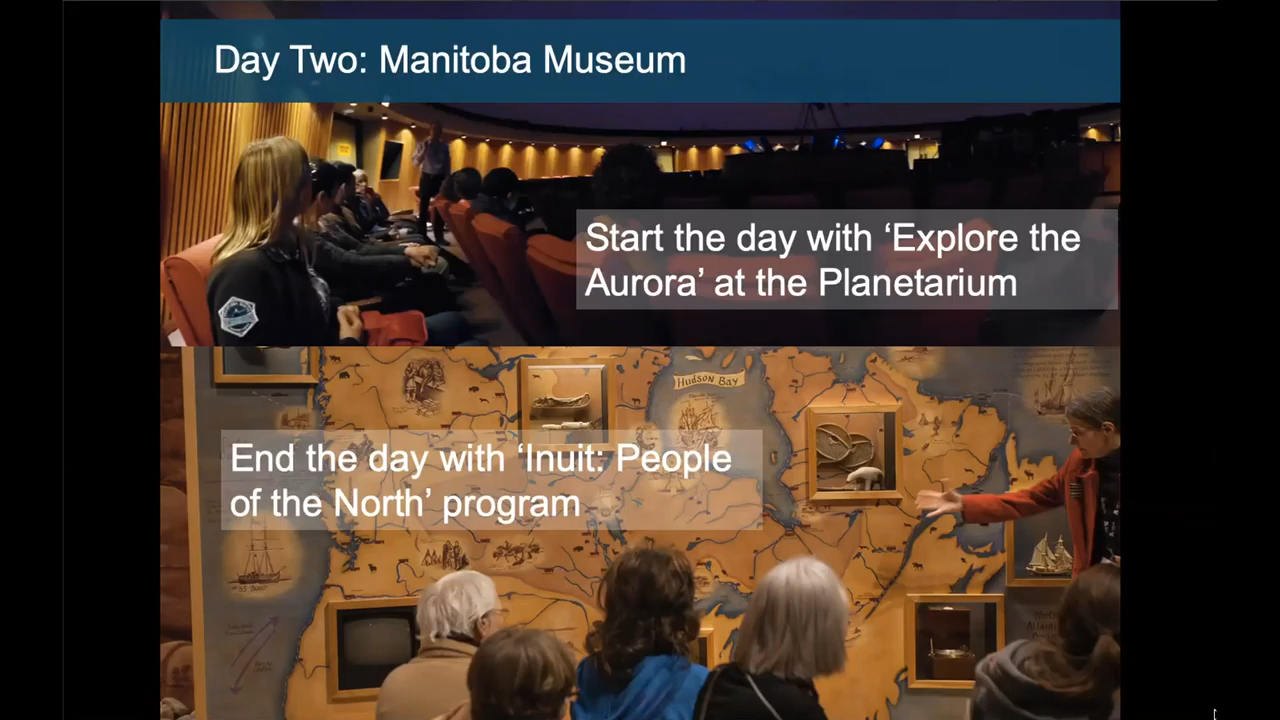 Day Two: Manitoba Museum
Start the day with ‘Explore the
Aurora’ at the Planetarium
Hudson Bay
End the day with ‘Inuit: People
of the North’ program